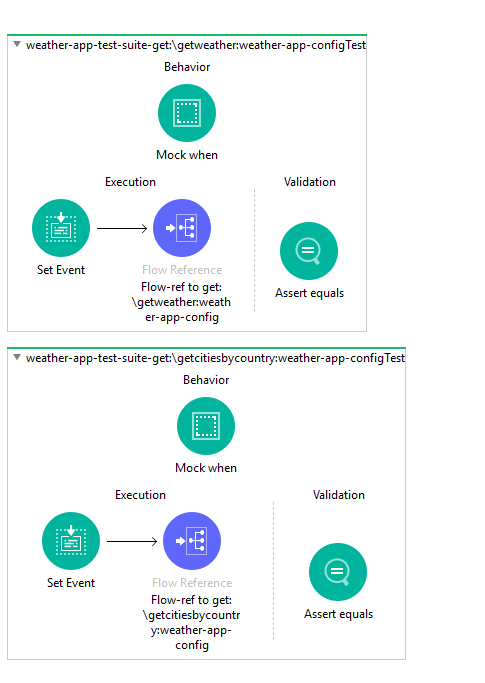 weather-app-test-suite-get:\getweather:weather-app-configTest
Behavior
Mock when
Execution
Validation
Set Event
Flow Reference
Flow-ref to get:
\getweather:weath
er-app-config
Assert equals
weather-app-test-suite-get:\getcitiesbycountry:weather-app-configTest
Behavior
Mock when
Execution
Validation
Set Event
Flow Reference
Flow-ref to get:
\getcitiesbycountr
y:weather-app-
config
Assert equals